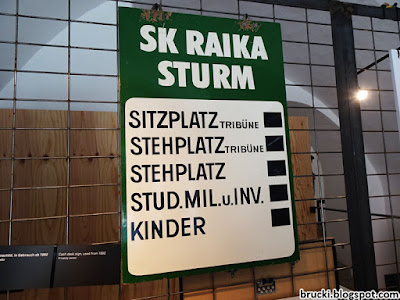 SK RAIKA
STURM
SITZPLATZ TRIBÜNE
STEHPLATZ TRIBÜNE
STEHPLATZ
STUD.MIL.u.INV.
KINDER
brucki.blogspot.com